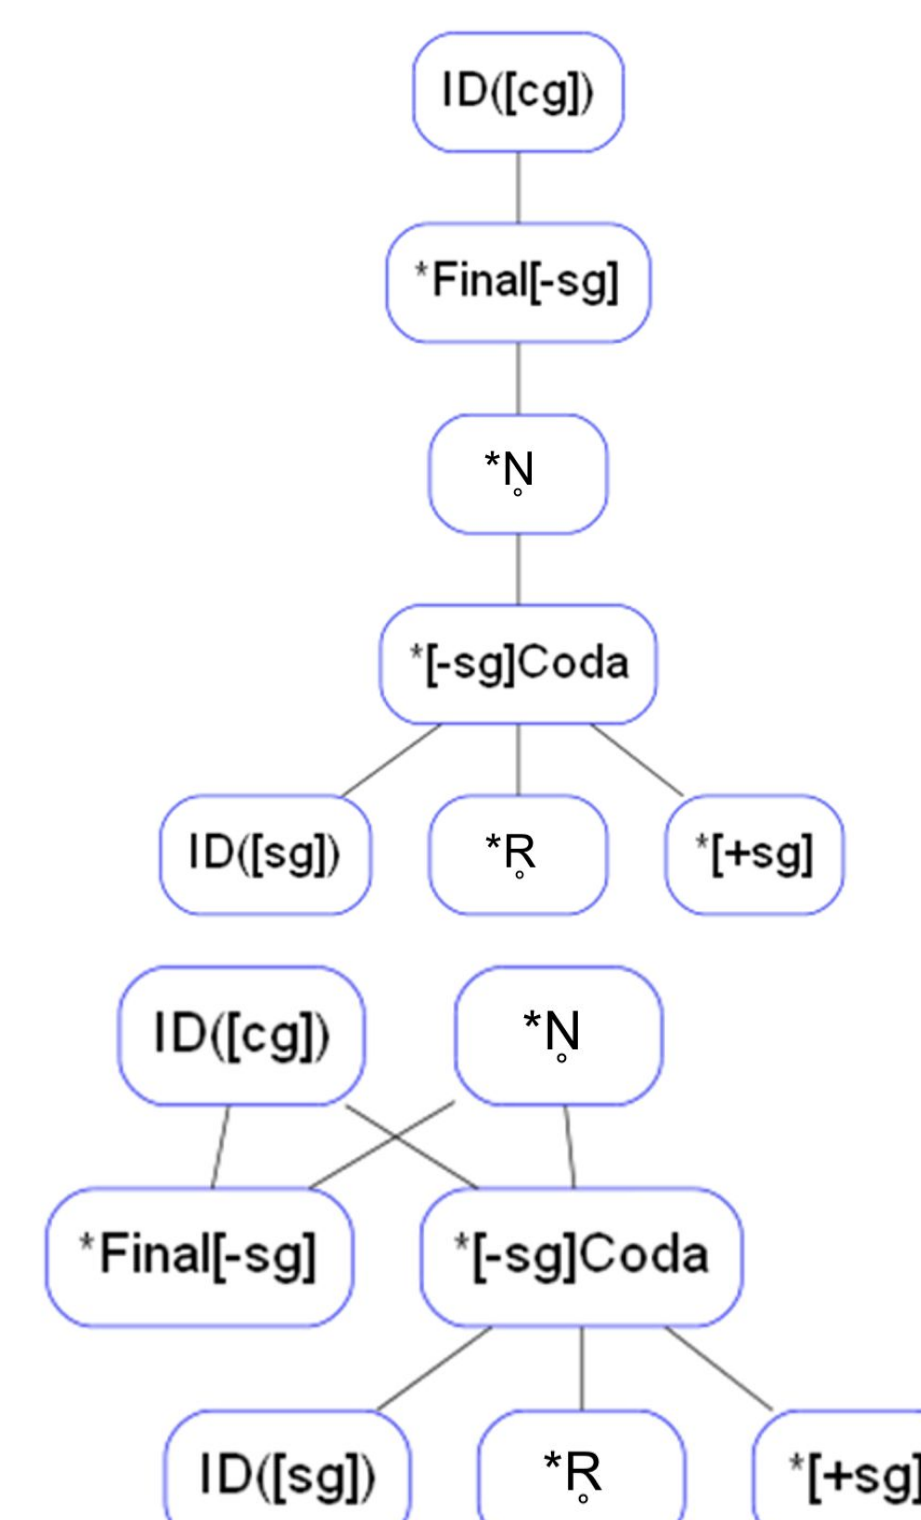 ID([cg])
*Final[-sg]
*N̥
*[-sg]Coda
ID([sg]) *R̥ *[+sg]
ID([cg]) *N̥
*Final[-sg] *[-sg]Coda
ID([sg]) *R̥ *[+sg]